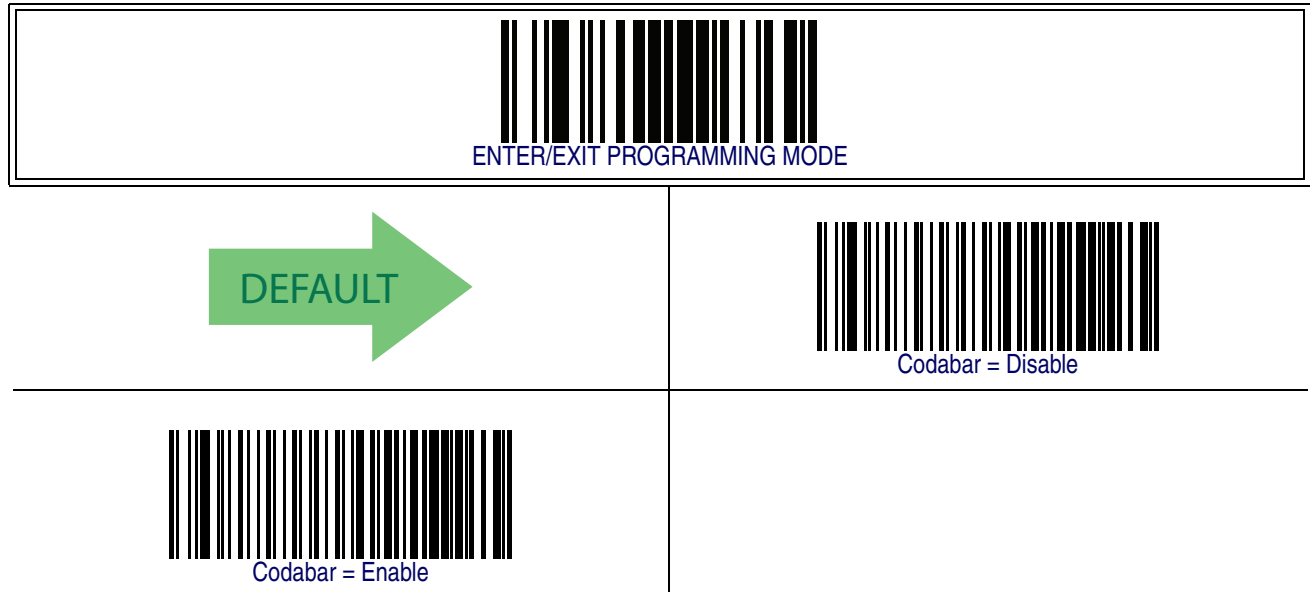 ENTER/EXIT PROGRAMMING MODE
DEFAULT
Codabar = Disable
Codabar = Enable